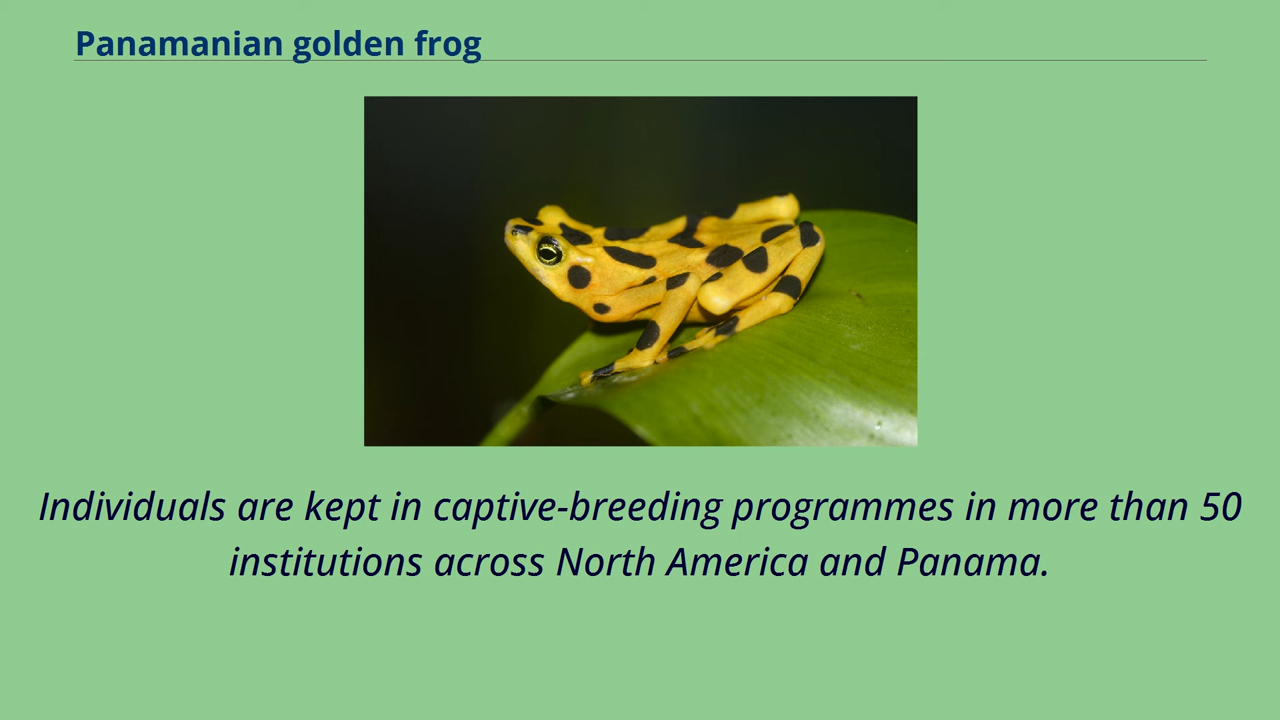 Panamanian golden frog
Individuals are kept in captive-breeding programmes in more than 50
institutions across North America and Panama.